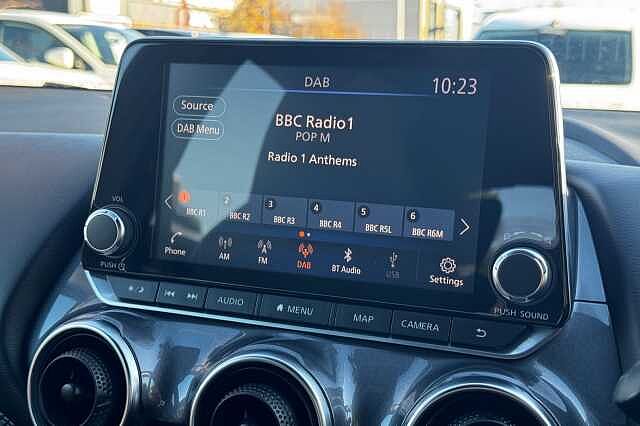 DAB
10:23
Source
DAB Menu
BBC Radio1
POP M
Radio 1 Anthems
1 2 3 4 5 6
BBC R1 BBC R2 BBC R3 BBC R4 BBC R5L BBC R6M
Phone AM FM DAB BT Audio USB Settings
VOL
PUSH
AUDIO MENU MAP CAMERA
PUSH SOUND